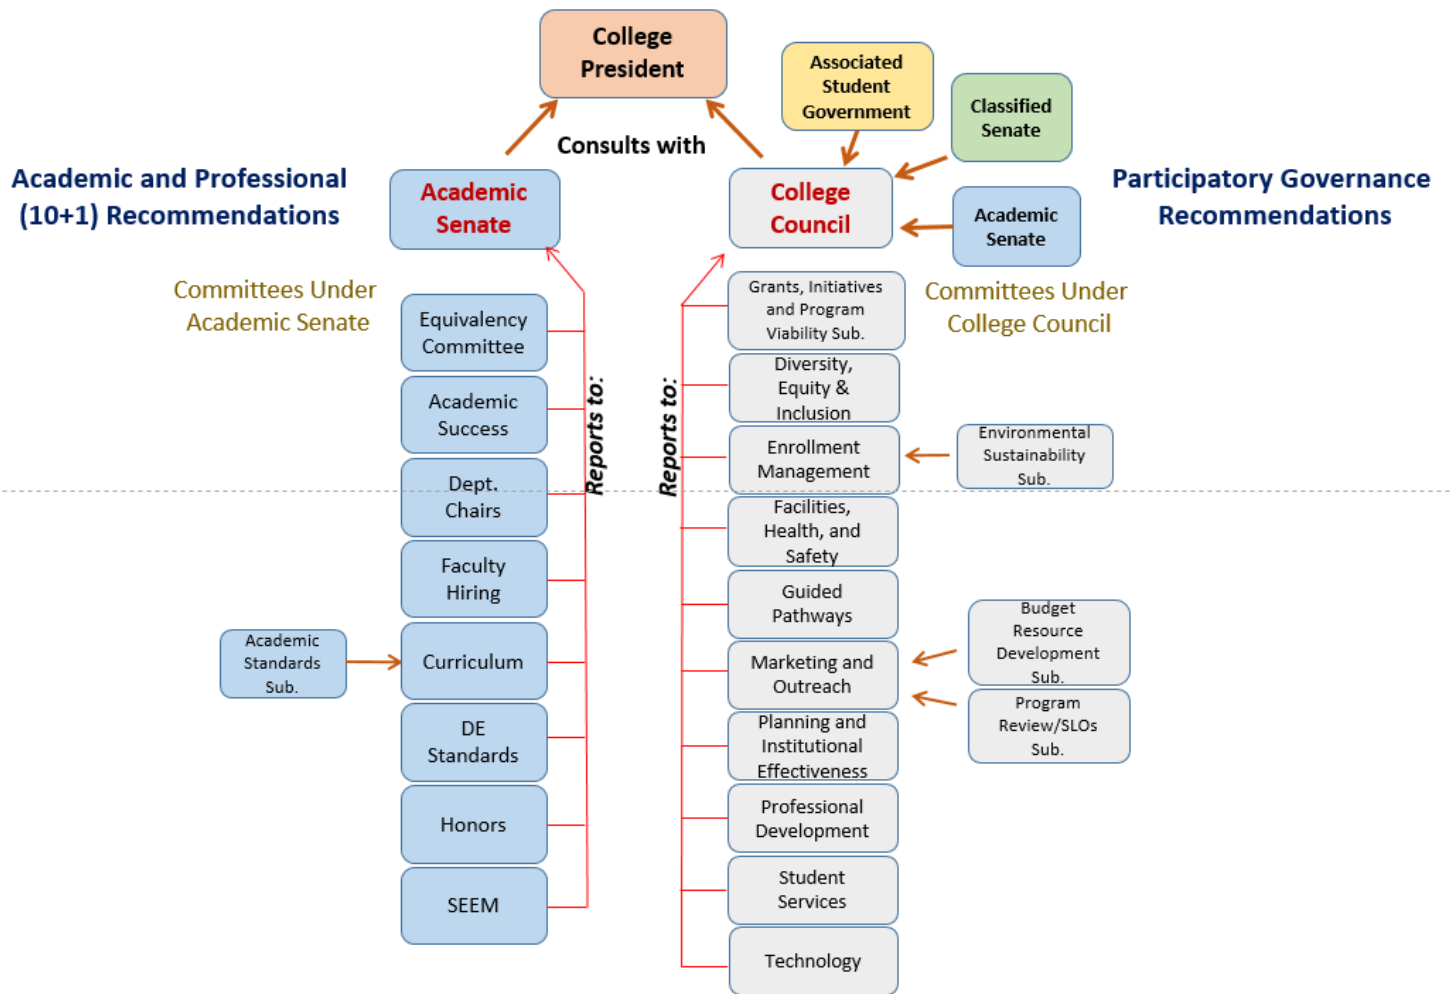 College
President
Associated
Student
Government
Classified
Senate
Consults with
Academic and Professional
(10+1) Recommendations
Academic
Senate
College
Council
Academic
Senate
Participatory Governance
Recommendations
Committees Under
Academic Senate
Equivalency
Committee
Academic
Success
Dept.
Chairs
Faculty
Hiring
Academic
Standards
Sub.
Curriculum
DE
Standards
Honors
SEEM
Reports to:
Reports to:
Grants, Initiatives
and Program
Viability Sub.
Committees Under
College Council
Diversity,
Equity &
Inclusion
Enrollment
Management
Environmental
Sustainability
Sub.
Facilities,
Health, and
Safety
Guided
Pathways
Marketing and
Outreach
Budget
Resource
Development
Sub.
Program
Review/SLOs
Sub.
Planning and
Institutional
Effectiveness
Professional
Development
Student
Services
Technology